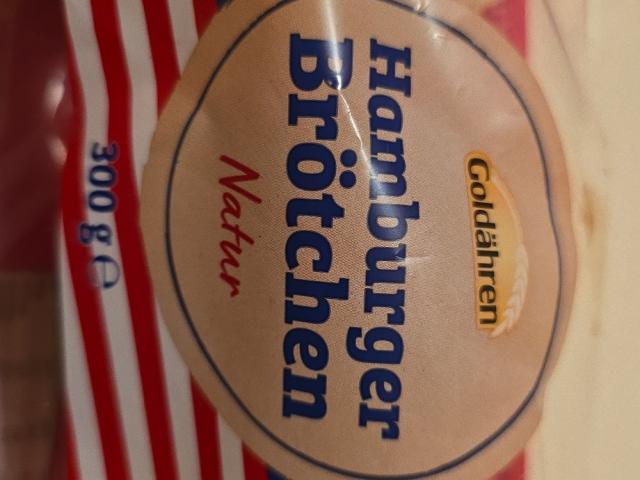 Goldähren
Hamburger
Brötchen
Natur
300 g ℮